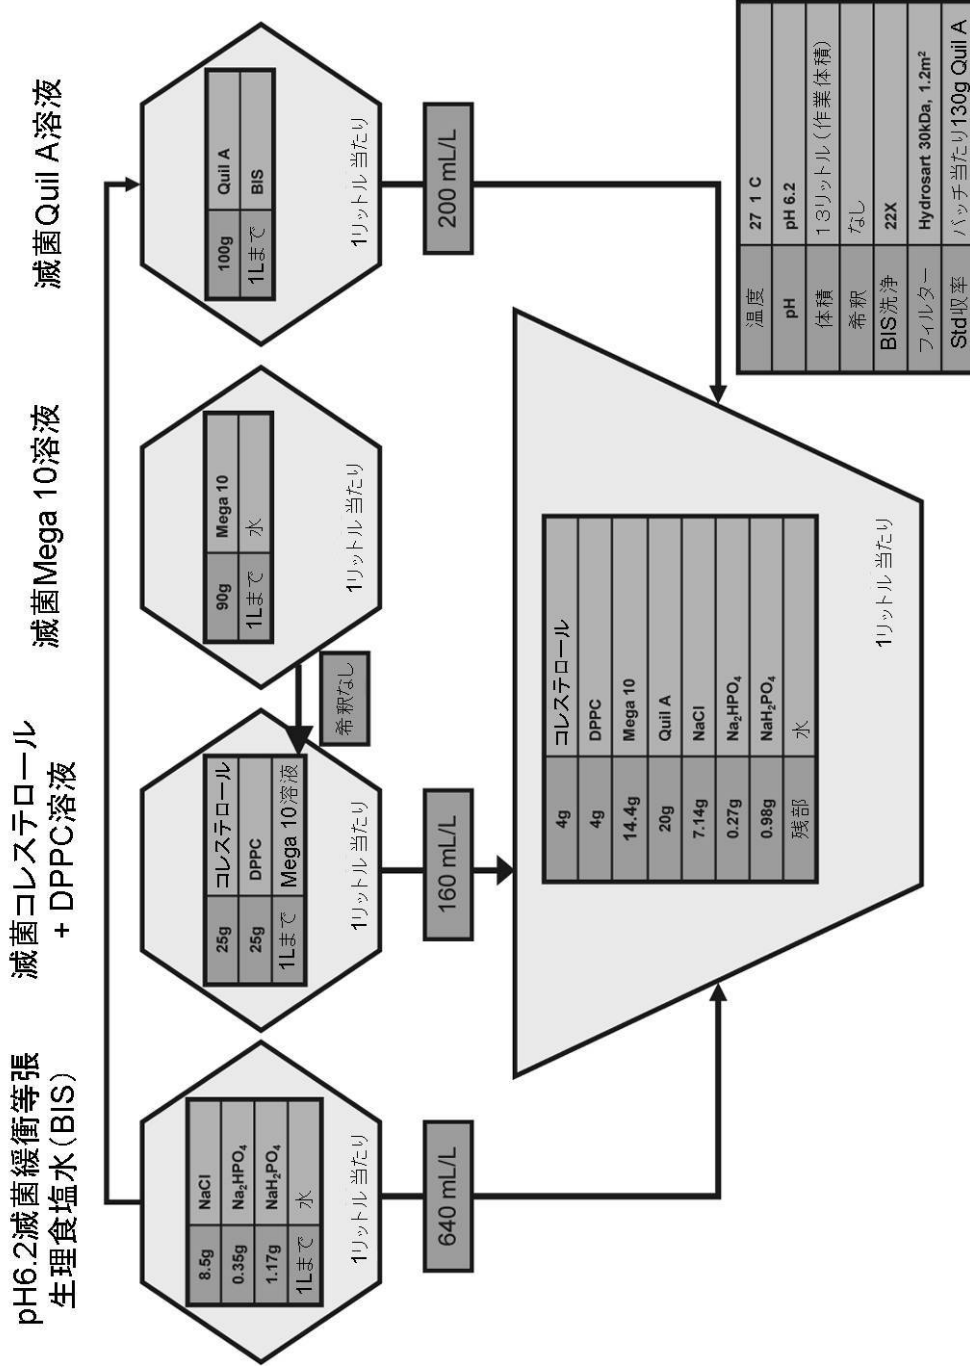 pH6.2滅菌緩衝等張
生理食塩水(BIS)
8.5g NaCl
0.35g Na₂HPO₄
1.17g NaH₂PO₄
1Lまで 水
1リットル 当たり
640 mL/L
滅菌コレステロール
+ DPPC溶液
25g コレステロール
25g DPPC
1Lまで Mega 10溶液
1リットル 当たり
160 mL/L
希釈なし
滅菌Mega 10溶液
90g Mega 10
1Lまで 水
1リットル 当たり
滅菌Quil A溶液
100g Quil A
1Lまで BIS
1リットル 当たり
200 mL/L
4g コレステロール
4g DPPC
14.4g Mega 10
20g Quil A
7.14g NaCl
0.27g Na₂HPO₄
0.98g NaH₂PO₄
残部 水
1リットル 当たり
温度 27 1 C
pH pH 6.2
体積 13リットル(作業体積)
希釈 なし
BIS洗浄 22X
フィルター Hydrosart 30kDa, 1.2m²
Std収率 バッチ当たり130g Quil A